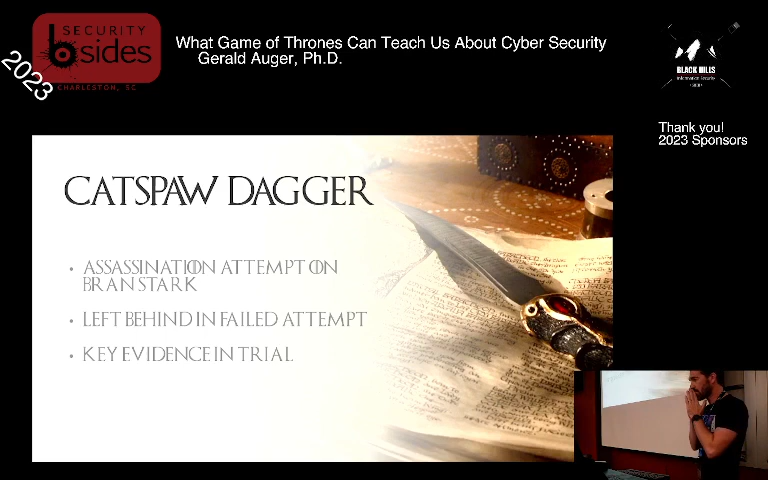 SECURITY
bsides
CHARLESTON, SC
2023
What Game of Thrones Can Teach Us About Cyber Security
Gerald Auger, Ph.D.
BLACK HILLS
Information Security
Thank you!
2023 Sponsors
CATSPAW DAGGER
• ASSASSINATION ATTEMPT ON
BRAN STARK
• LEFT BEHIND IN FAILED ATTEMPT
• KEY EVIDENCE IN TRIAL